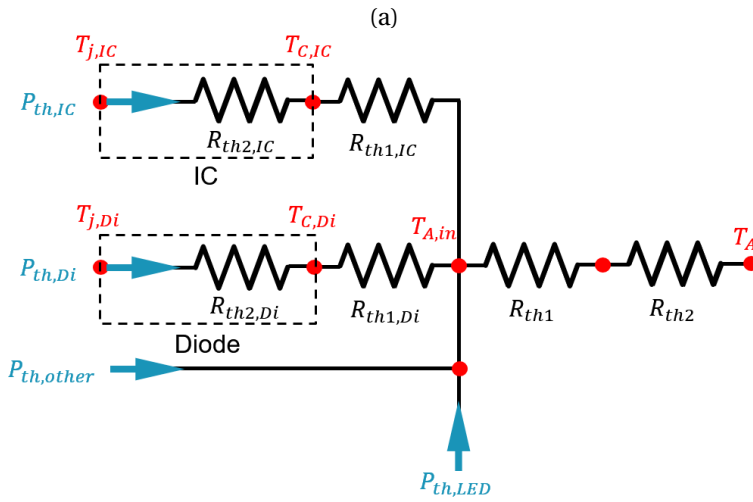 (a)
T_{j,IC} T_{C,IC}
P_{th,IC}
R_{th2,IC} R_{th1,IC}
IC
T_{j,Di} T_{C,Di} T_{A,in} T_A
P_{th,Di}
R_{th2,Di} R_{th1,Di} R_{th1} R_{th2}
Diode
P_{th,other}
P_{th,LED}